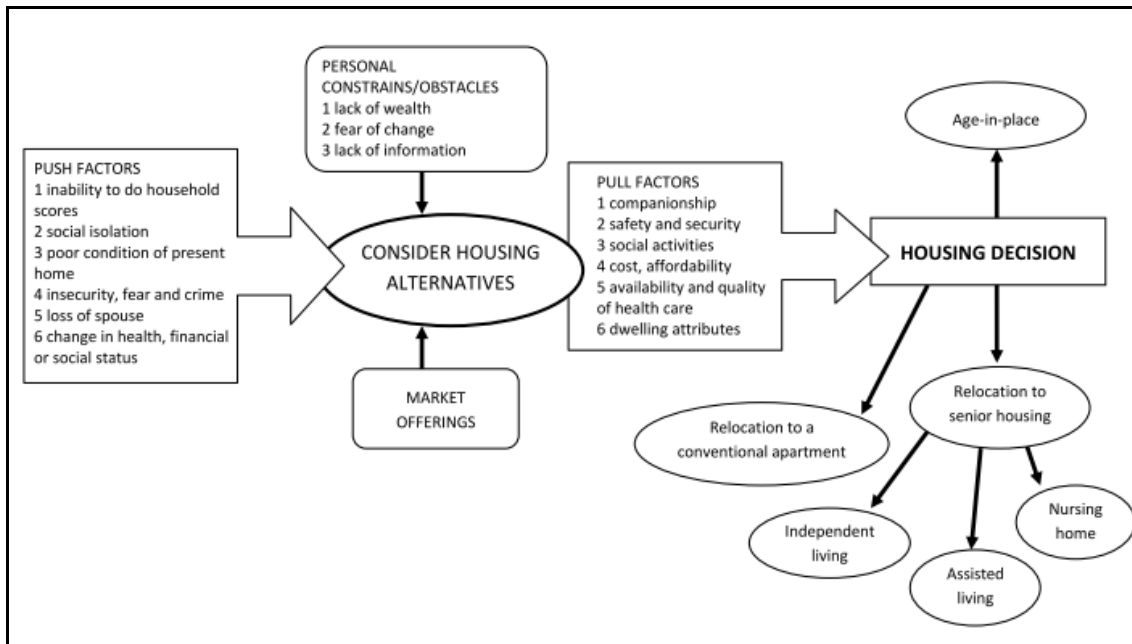 PERSONAL
CONSTRAINS/OBSTACLES
1 lack of wealth
2 fear of change
3 lack of information
PUSH FACTORS
1 inability to do household
scores
2 social isolation
3 poor condition of present
home
4 insecurity, fear and crime
5 loss of spouse
6 change in health, financial
or social status
CONSIDER HOUSING
ALTERNATIVES
MARKET
OFFERINGS
PULL FACTORS
1 companionship
2 safety and security
3 social activities
4 cost, affordability
5 availability and quality
of health care
6 dwelling attributes
Age-in-place
HOUSING DECISION
Relocation to a
conventional apartment
Relocation to
senior housing
Independent
living
Assisted
living
Nursing
home